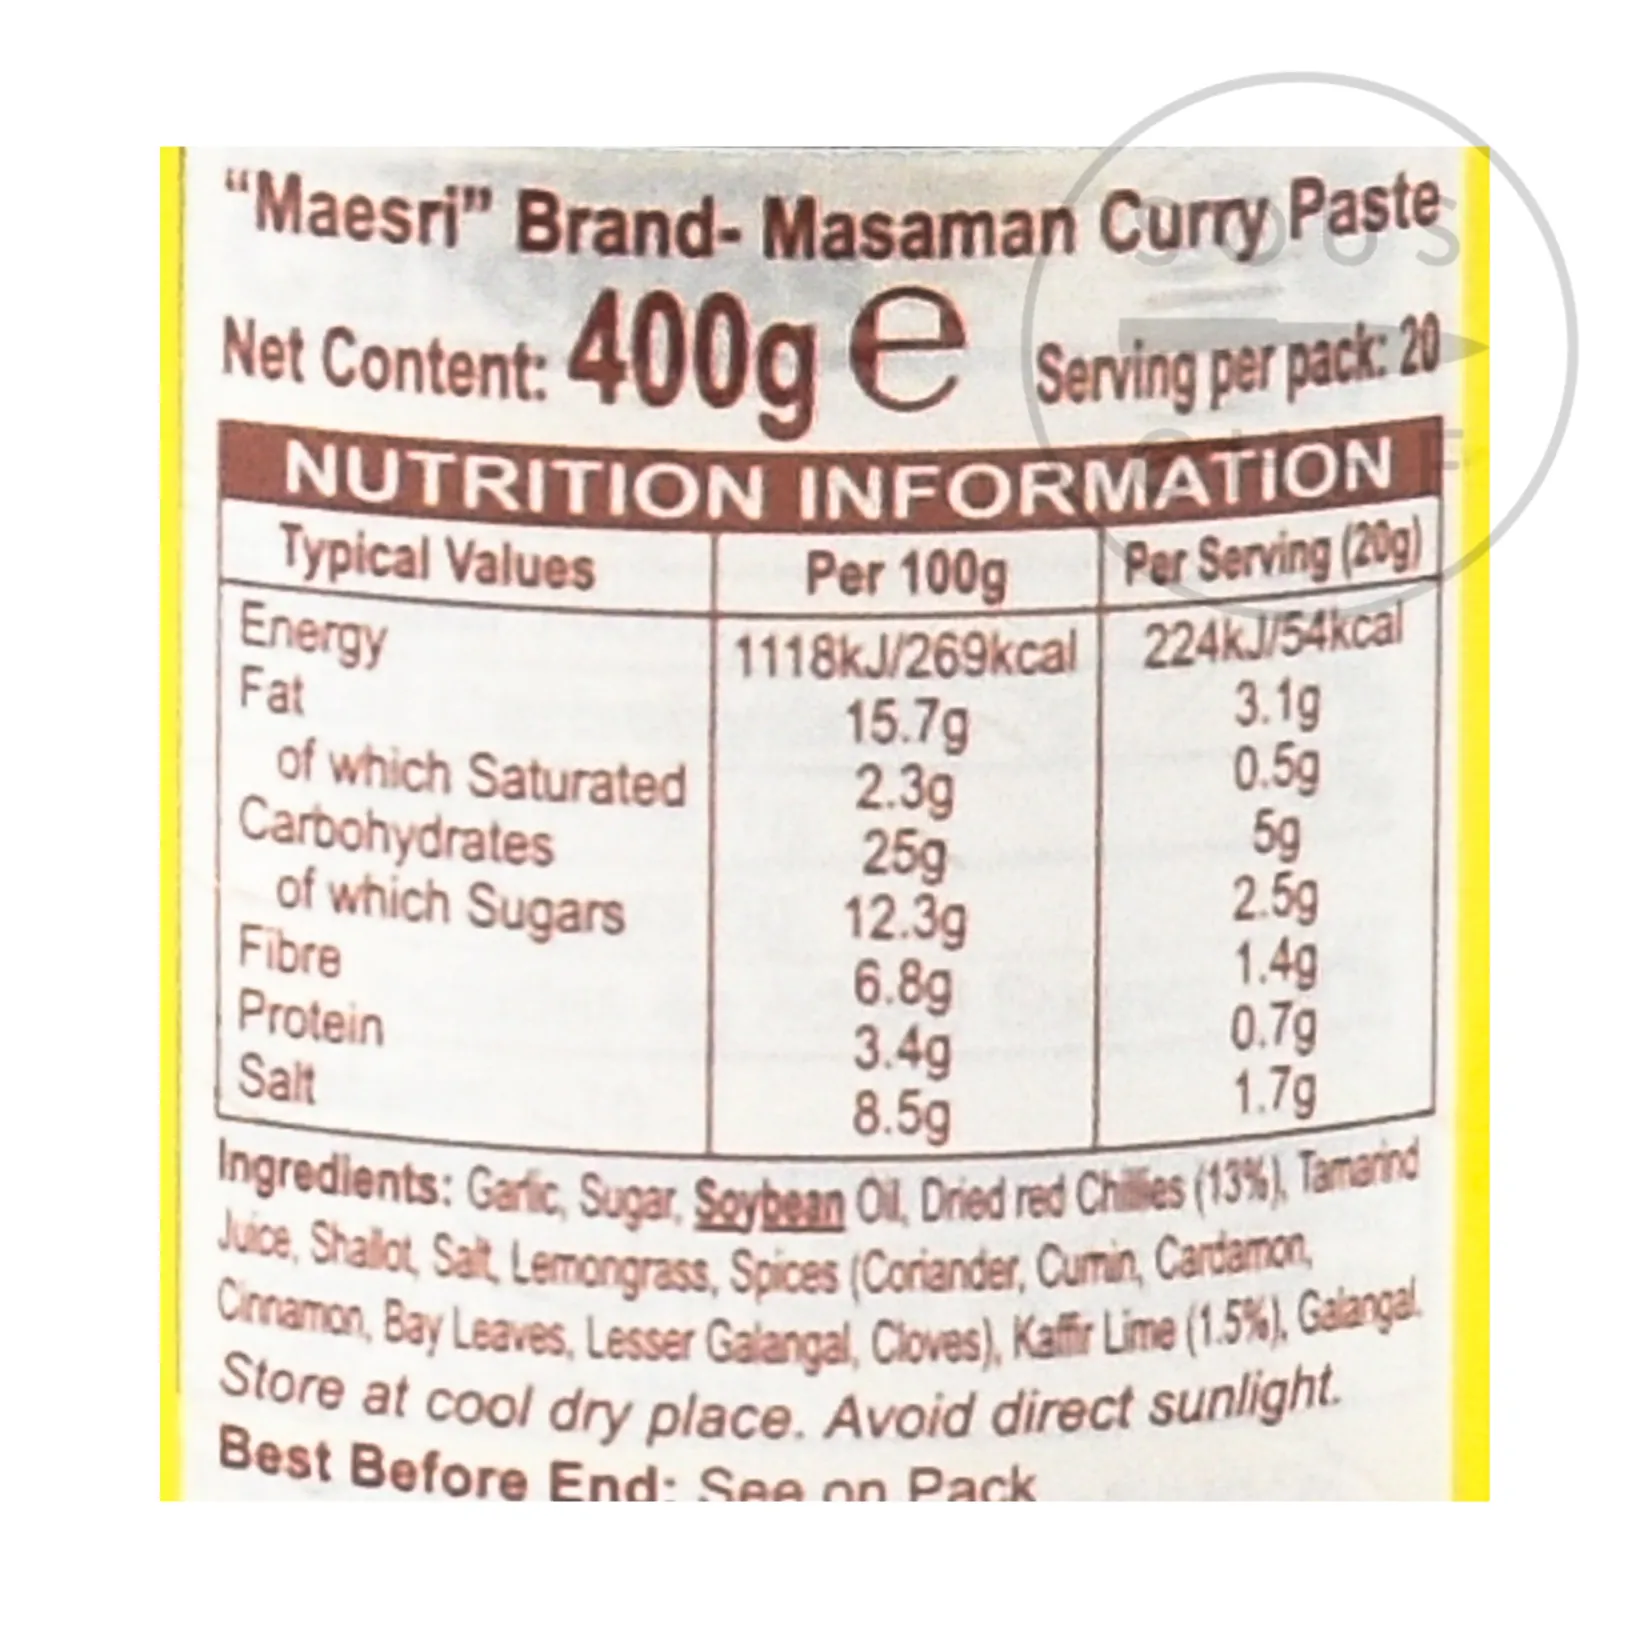 "Maesri" Brand- Masaman Curry Paste
Net Content: 400g e Serving per pack: 20
NUTRITION INFORMATION
Typical Values Per 100g Per Serving (20g)
Energy 1118kJ/269kcal 224kJ/54kcal
Fat 15.7g 3.1g
of which Saturated 2.3g 0.5g
Carbohydrates 25g 5g
of which Sugars 12.3g 2.5g
Fibre 6.8g 1.4g
Protein 3.4g 0.7g
Salt 8.5g 1.7g
Ingredients: Garlic, Sugar, Soybean Oil, Dried red Chillies (13%), Tamarind
Juice, Shallot, Salt, Lemongrass, Spices (Coriander, Cumin, Cardamon,
Cinnamon, Bay Leaves, Lesser Galangal, Cloves), Kaffir Lime (1.5%), Galangal.
Store at cool dry place. Avoid direct sunlight.
Best Before End: See on Pack